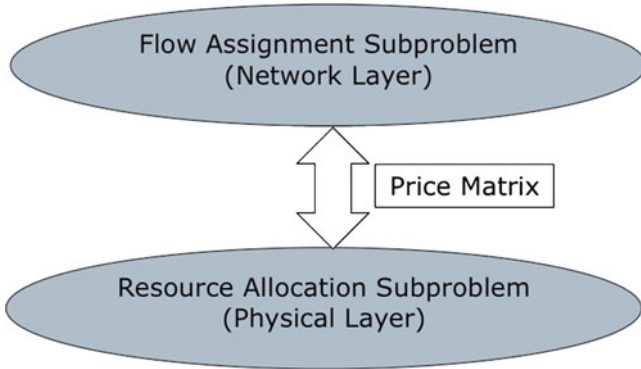 Flow Assignment Subproblem
(Network Layer)
Price Matrix
Resource Allocation Subproblem
(Physical Layer)